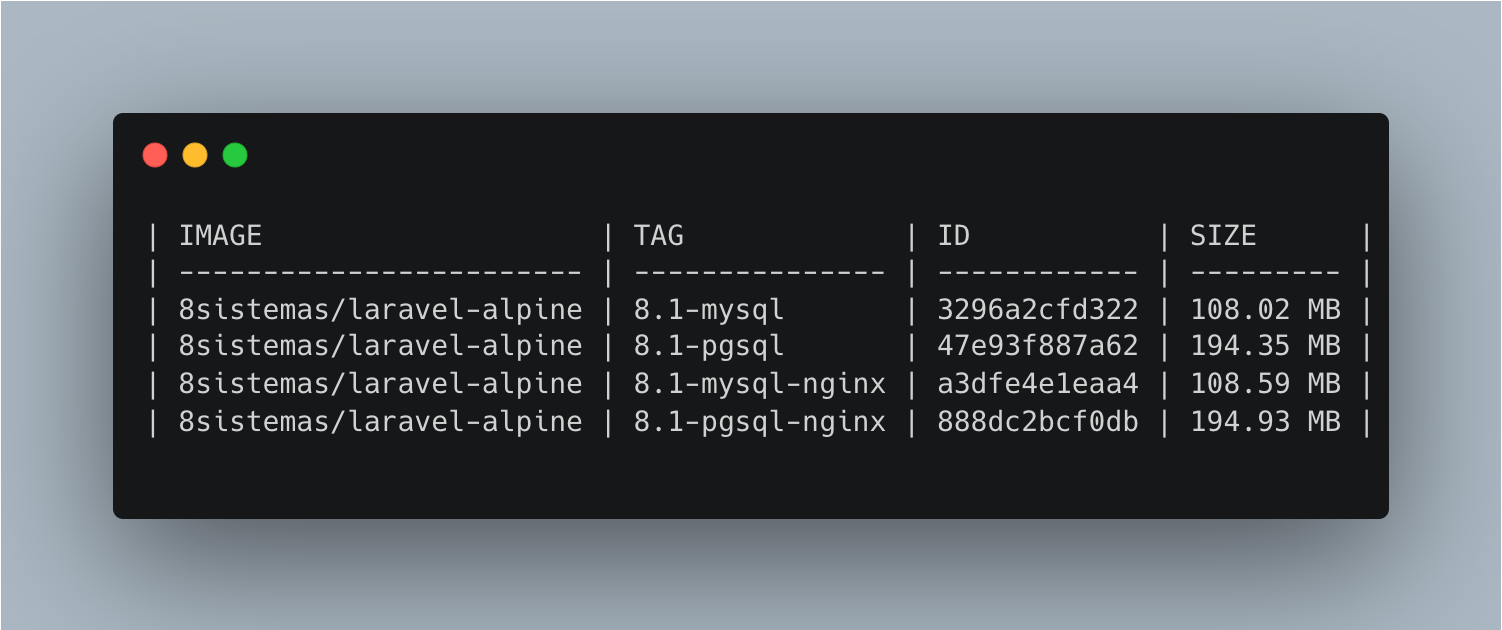 | IMAGE                    | TAG             | ID           | SIZE      |
| ------------------------ | --------------- | ------------ | --------- |
| 8sistemas/laravel-alpine | 8.1-mysql       | 3296a2cfd322 | 108.02 MB |
| 8sistemas/laravel-alpine | 8.1-pgsql       | 47e93f887a62 | 194.35 MB |
| 8sistemas/laravel-alpine | 8.1-mysql-nginx | a3dfe4e1eaa4 | 108.59 MB |
| 8sistemas/laravel-alpine | 8.1-pgsql-nginx | 888dc2bcf0db | 194.93 MB |